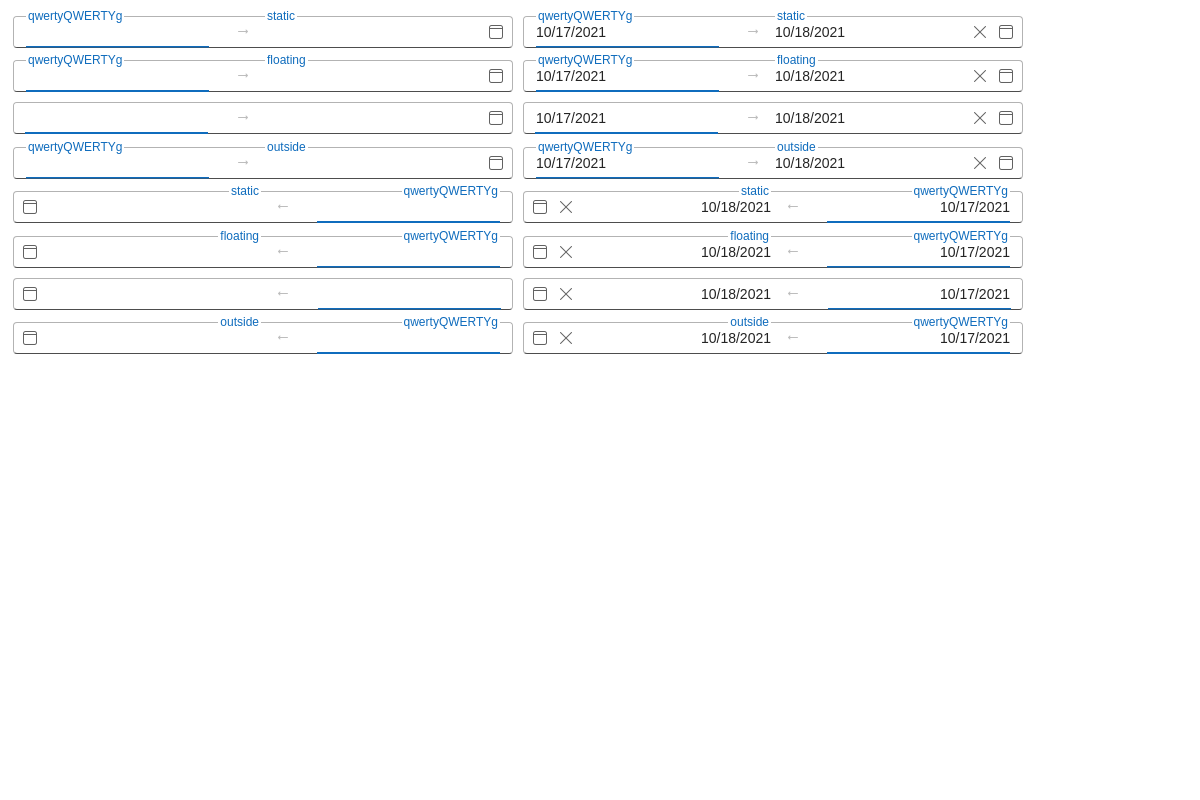 qwertyQWERTYg static qwertyQWERTYg static
→ 10/17/2021 → 10/18/2021
qwertyQWERTYg floating qwertyQWERTYg floating
→ 10/17/2021 → 10/18/2021
→ 10/17/2021 → 10/18/2021
qwertyQWERTYg outside qwertyQWERTYg outside
→ 10/17/2021 → 10/18/2021
static qwertyQWERTYg static qwertyQWERTYg
← 10/18/2021 ← 10/17/2021
floating qwertyQWERTYg floating qwertyQWERTYg
← 10/18/2021 ← 10/17/2021
← 10/18/2021 ← 10/17/2021
outside qwertyQWERTYg outside qwertyQWERTYg
← 10/18/2021 ← 10/17/2021